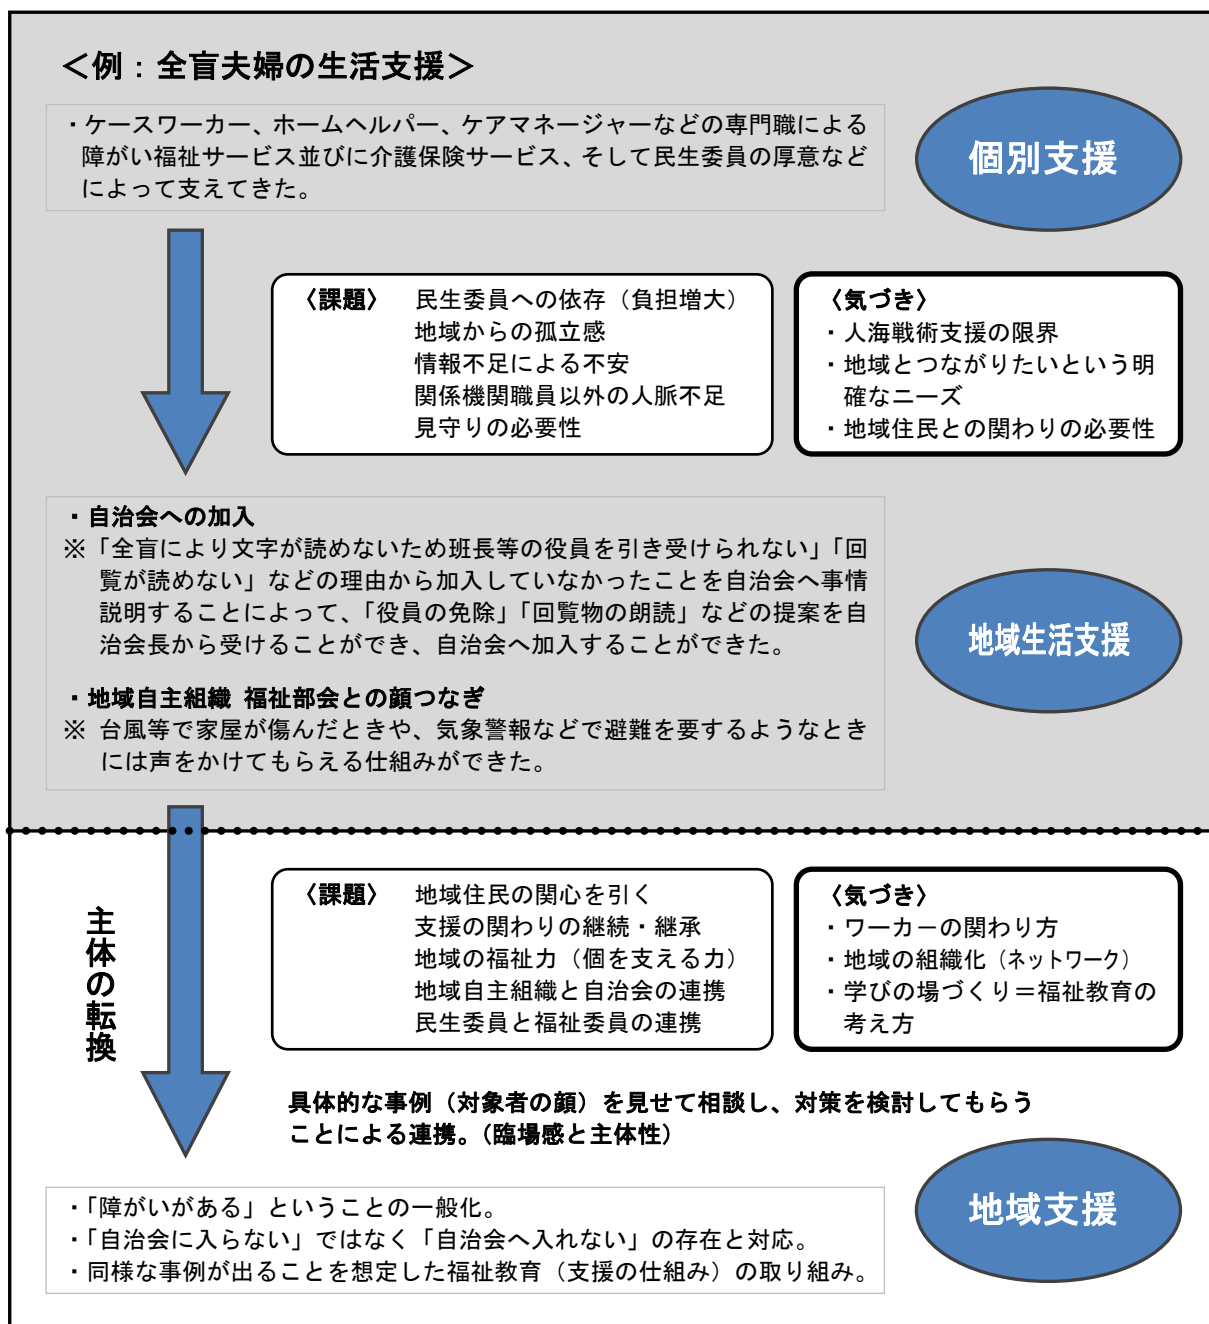 ＜例：全盲夫婦の生活支援＞
・ケースワーカー、ホームヘルパー、ケアマネージャーなどの専門職による
障がい福祉サービス並びに介護保険サービス、そして民生委員の厚意など
によって支えてきた。
個別支援
〈課題〉 民生委員への依存（負担増大）
地域からの孤立感
情報不足による不安
関係機関職員以外の人脈不足
見守りの必要性
〈気づき〉
・人海戦術支援の限界
・地域とつながりたいという明
確なニーズ
・地域住民との関わりの必要性
・自治会への加入
※「全盲により文字が読めないため班長等の役員を引き受けられない」「回
覧が読めない」などの理由から加入していなかったことを自治会へ事情
説明することによって、「役員の免除」「回覧物の朗読」などの提案を自
治会長から受けることができ、自治会へ加入することができた。
・地域自主組織 福祉部会との顔つなぎ
※ 台風等で家屋が傷んだときや、気象警報などで避難を要するようなとき
には声をかけてもらえる仕組みができた。
地域生活支援
主体の転換
〈課題〉 地域住民の関心を引く
支援の関わりの継続・継承
地域の福祉力（個を支える力）
地域自主組織と自治会の連携
民生委員と福祉委員の連携
〈気づき〉
・ワーカーの関わり方
・地域の組織化（ネットワーク）
・学びの場づくり＝福祉教育の
考え方
具体的な事例（対象者の顔）を見せて相談し、対策を検討してもらう
ことによる連携。（臨場感と主体性）
・「障がいがある」ということの一般化。
・「自治会に入らない」ではなく「自治会へ入れない」の存在と対応。
・同様な事例が出ることを想定した福祉教育（支援の仕組み）の取り組み。
地域支援